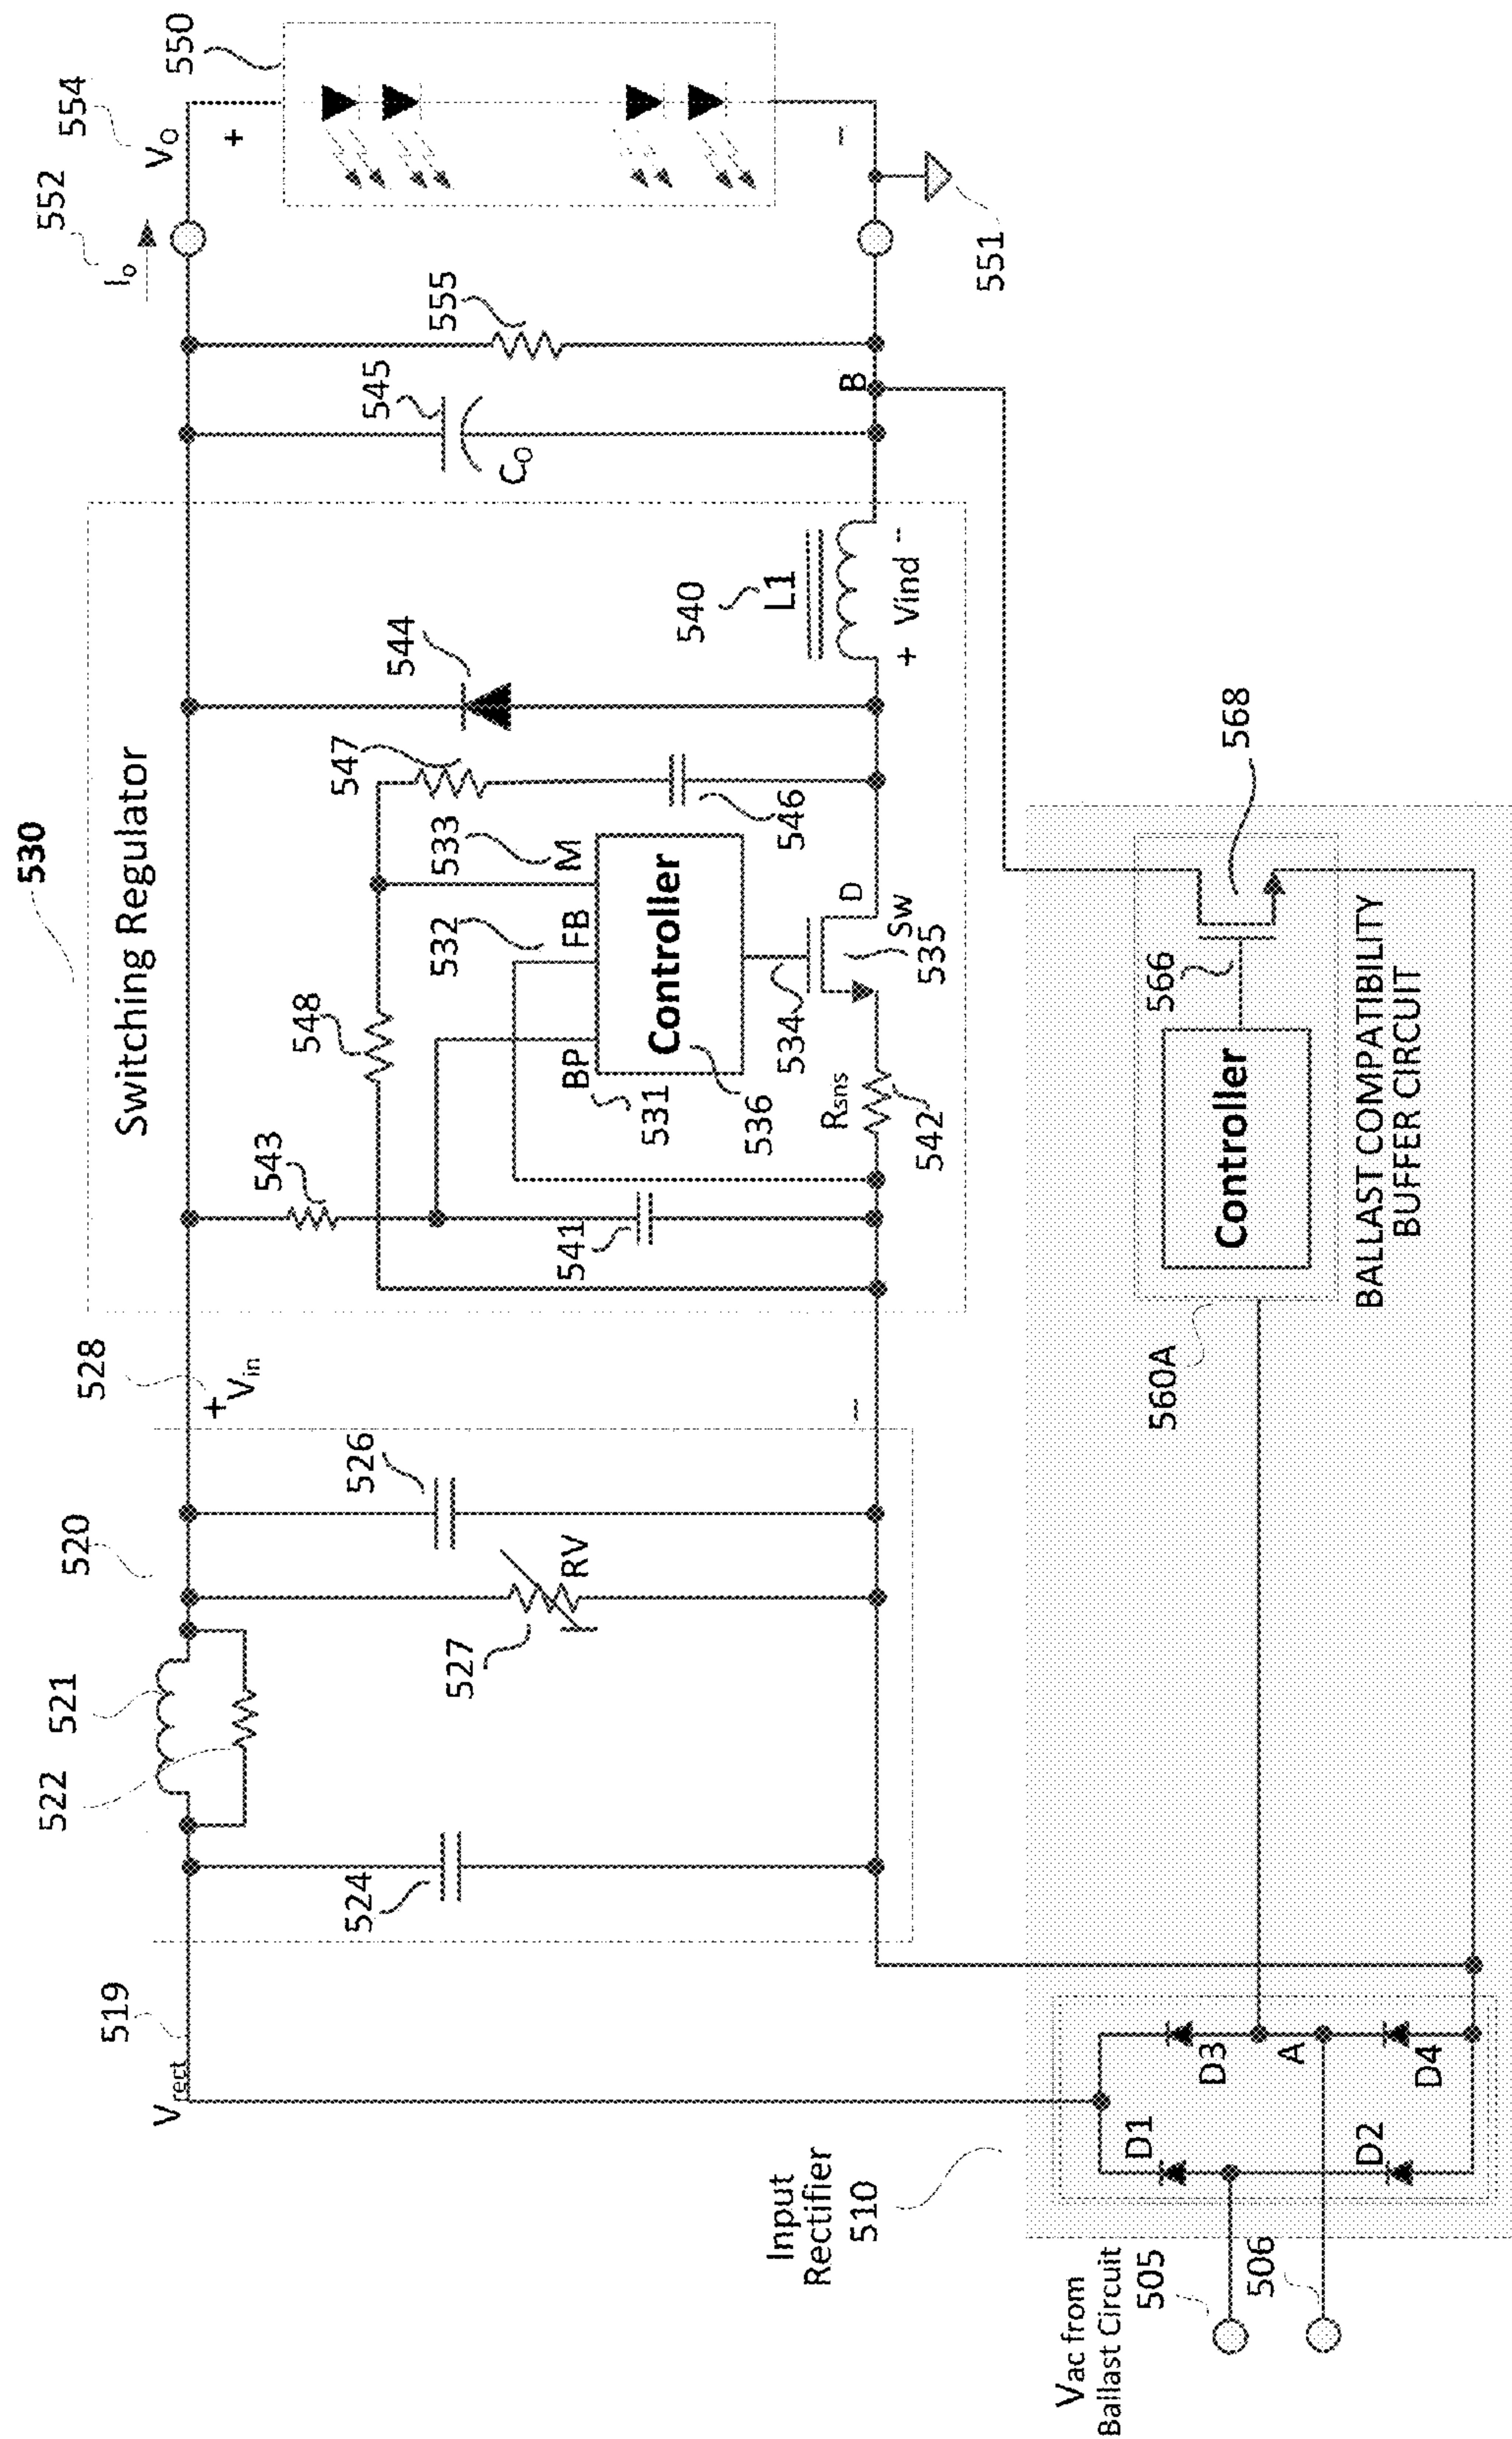 530
Switching Regulator
519
Vrect
522
521
520
528
+
Vin
524
527
RV
526
–
543
548
547
544
541
BP
531
532
FB
533
M
Controller
536
534
Rsns
542
535
Sw
D
546
540
L1
+ Vind –
545
Co
555
B
552
Io
554
Vo
+
–
550
551
Input
Rectifier
510
Vac from
Ballast Circuit
505
506
D1
D2
D3
A
D4
560A
Controller
566
568
BALLAST COMPATIBILITY
BUFFER CIRCUIT